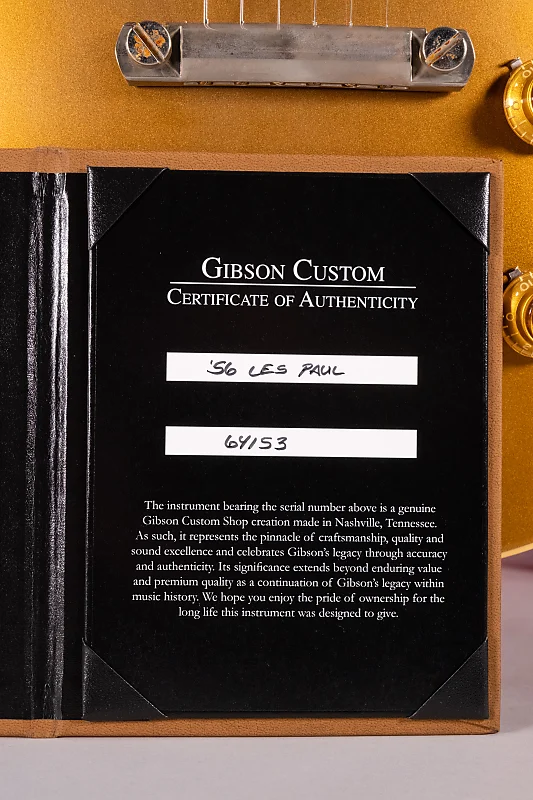 GIBSON CUSTOM
CERTIFICATE OF AUTHENTICITY
'56 LES PAUL
64153
The instrument bearing the serial number above is a genuine
Gibson Custom Shop creation made in Nashville, Tennessee.
As such, it represents the pinnacle of craftsmanship, quality and
sound excellence and celebrates Gibson's legacy through accuracy
and authenticity. Its significance extends beyond enduring value
and premium quality as a continuation of Gibson's legacy within
music history. We hope you enjoy the pride of ownership for the
long life this instrument was designed to give.